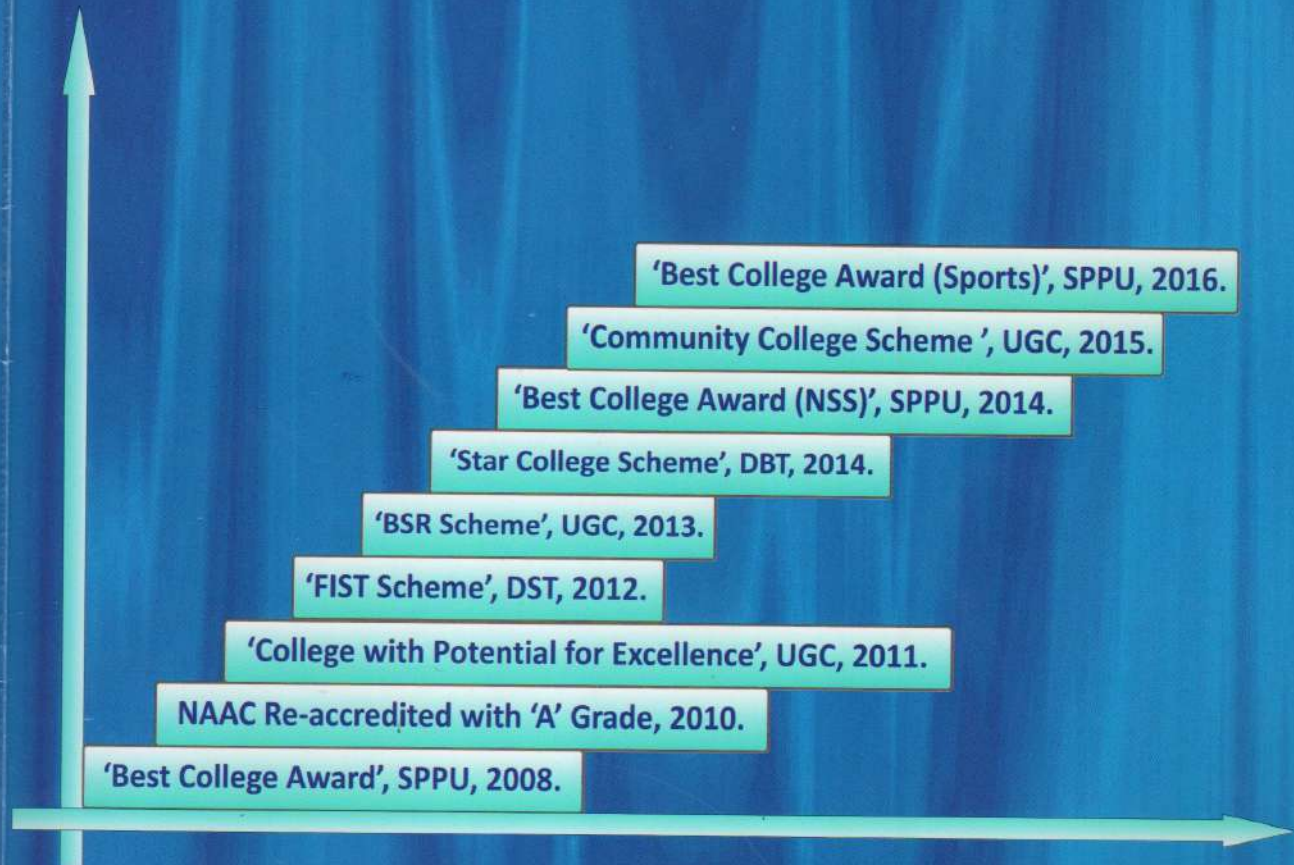 ‘Best College Award (Sports)’, SPPU, 2016.
‘Community College Scheme ’, UGC, 2015.
‘Best College Award (NSS)’, SPPU, 2014.
‘Star College Scheme’, DBT, 2014.
‘BSR Scheme’, UGC, 2013.
‘FIST Scheme’, DST, 2012.
‘College with Potential for Excellence’, UGC, 2011.
NAAC Re-accredited with ‘A’ Grade, 2010.
‘Best College Award’, SPPU, 2008.